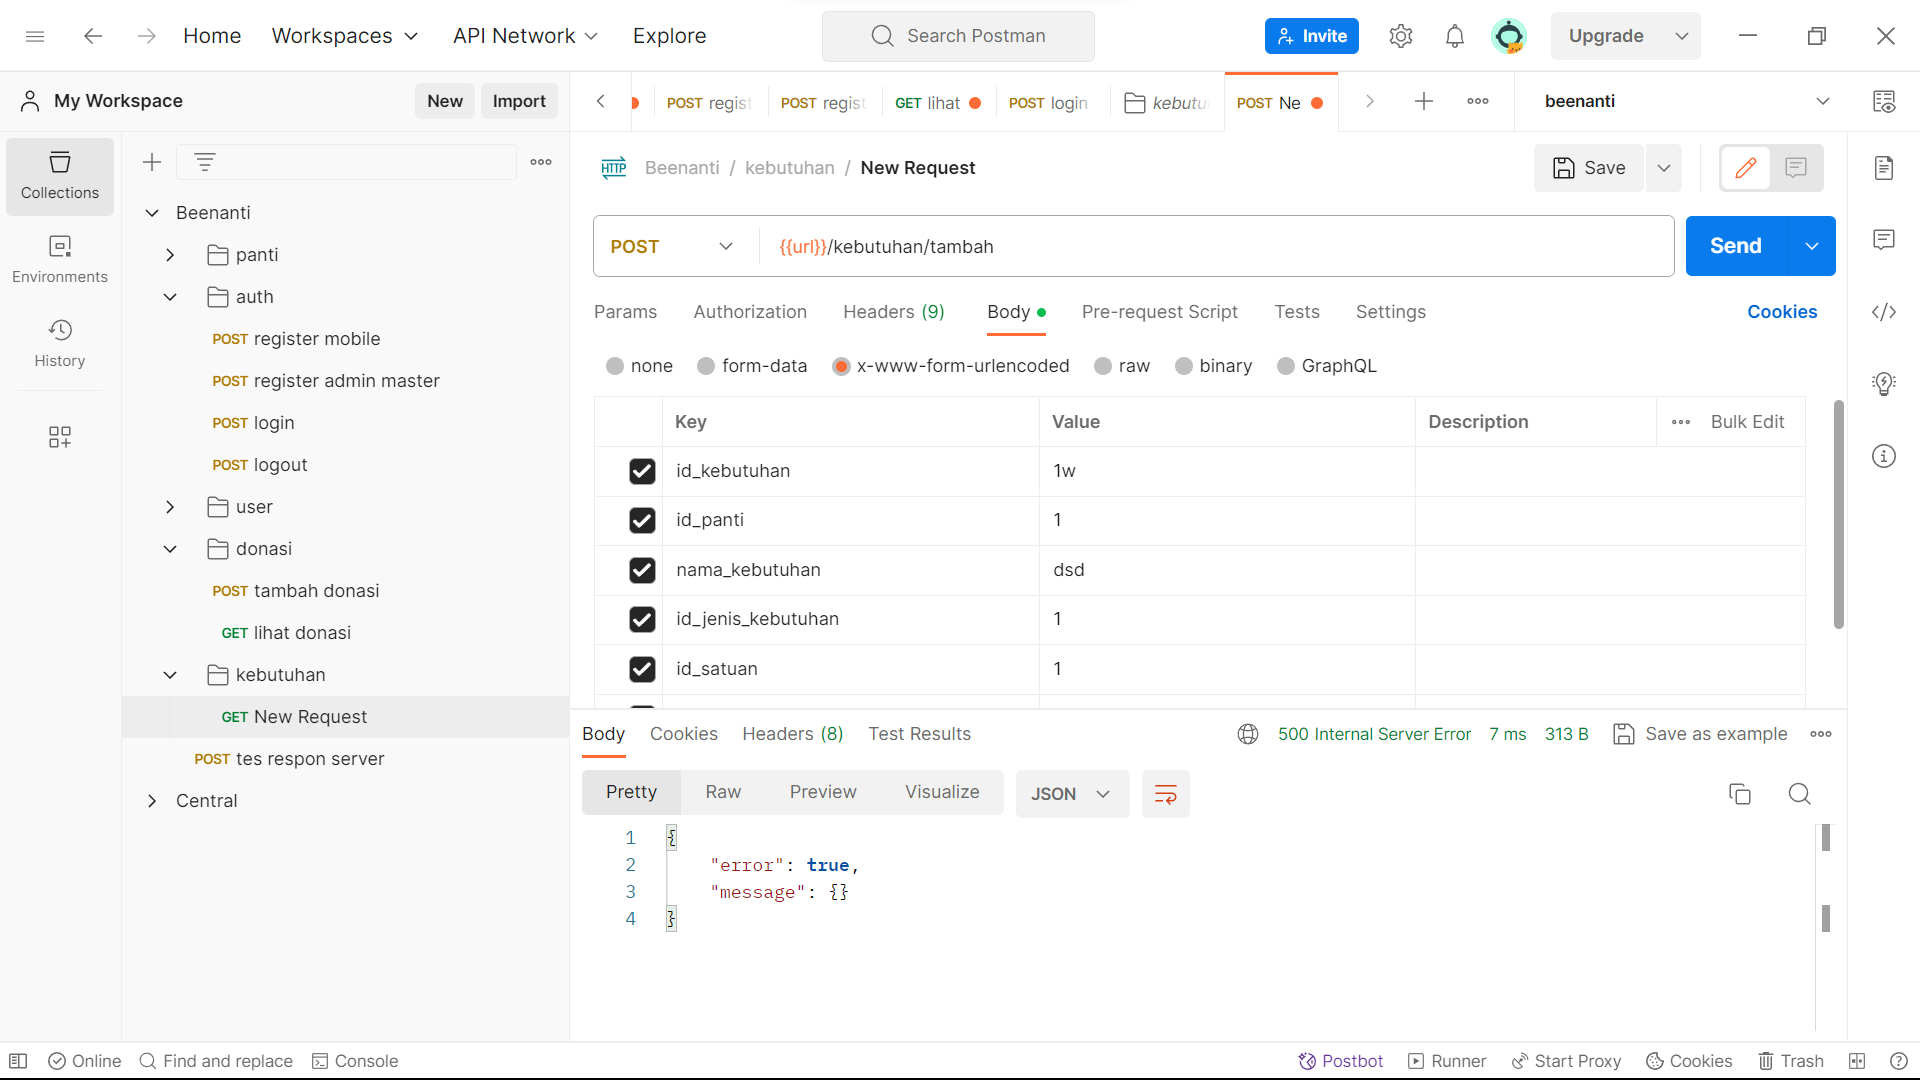 Home
Workspaces
API Network
Explore
Search Postman
Invite
Upgrade
My Workspace
New
Import
POST regist
POST regist
GET lihat
POST login
kebutu
POST Ne
beenanti
Collections
Environments
History
Beenanti
panti
auth
POST register mobile
POST register admin master
POST login
POST logout
user
donasi
POST tambah donasi
GET lihat donasi
kebutuhan
GET New Request
POST tes respon server
Central
HTTP
Beenanti / kebutuhan / New Request
Save
POST
{{url}}/kebutuhan/tambah
Send
Params
Authorization
Headers (9)
Body
Pre-request Script
Tests
Settings
Cookies
none
form-data
x-www-form-urlencoded
raw
binary
GraphQL
Key Value Description Bulk Edit
id_kebutuhan 1w
id_panti 1
nama_kebutuhan dsd
id_jenis_kebutuhan 1
id_satuan 1
Body
Cookies
Headers (8)
Test Results
500 Internal Server Error 7 ms 313 B
Save as example
Pretty
Raw
Preview
Visualize
JSON
1 {
2 "error": true,
3 "message": {}
4 }
Online
Find and replace
Console
Postbot
Runner
Start Proxy
Cookies
Trash